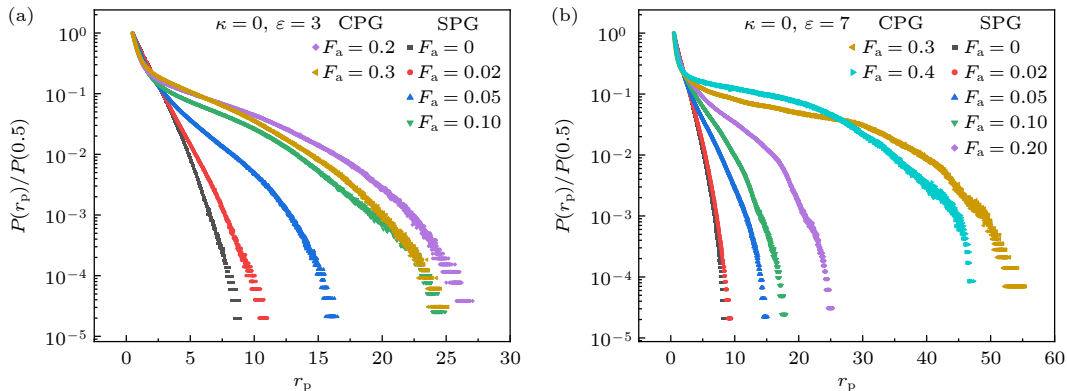 (a)
κ = 0, ε = 3 CPG SPG
F_a = 0.2 F_a = 0
F_a = 0.3 F_a = 0.02
F_a = 0.05
F_a = 0.10
10^0
10^-1
10^-2
10^-3
10^-4
10^-5
P(r_p)/P(0.5)
0 5 10 15 20 25 30
r_p
(b)
κ = 0, ε = 7 CPG SPG
F_a = 0.3 F_a = 0
F_a = 0.4 F_a = 0.02
F_a = 0.05
F_a = 0.10
F_a = 0.20
10^0
10^-1
10^-2
10^-3
10^-4
10^-5
P(r_p)/P(0.5)
0 10 20 30 40 50 60
r_p